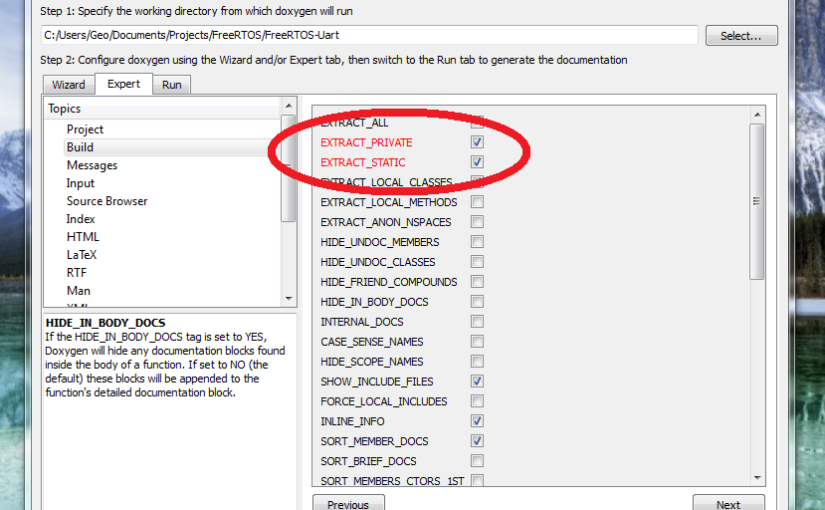 Step 1: Specify the working directory from which doxygen will run
C:/Users/Geo/Documents/Projects/FreeRTOS/FreeRTOS-Uart
Select...
Step 2: Configure doxygen using the Wizard and/or Expert tab, then switch to the Run tab to generate the documentation
Wizard Expert Run
Topics
Project
Build
Messages
Input
Source Browser
Index
HTML
LaTeX
RTF
Man
XML
HIDE_IN_BODY_DOCS
If the HIDE_IN_BODY_DOCS tag is set to YES,
Doxygen will hide any documentation blocks found
inside the body of a function. If set to NO (the
default) these blocks will be appended to the
function's detailed documentation block.
EXTRACT_ALL
EXTRACT_PRIVATE
EXTRACT_STATIC
EXTRACT_LOCAL_CLASSES
EXTRACT_LOCAL_METHODS
EXTRACT_ANON_NSPACES
HIDE_UNDOC_MEMBERS
HIDE_UNDOC_CLASSES
HIDE_FRIEND_COMPOUNDS
HIDE_IN_BODY_DOCS
INTERNAL_DOCS
CASE_SENSE_NAMES
HIDE_SCOPE_NAMES
SHOW_INCLUDE_FILES
FORCE_LOCAL_INCLUDES
INLINE_INFO
SORT_MEMBER_DOCS
SORT_BRIEF_DOCS
SORT_MEMBERS_CTORS_1ST
Previous
Next